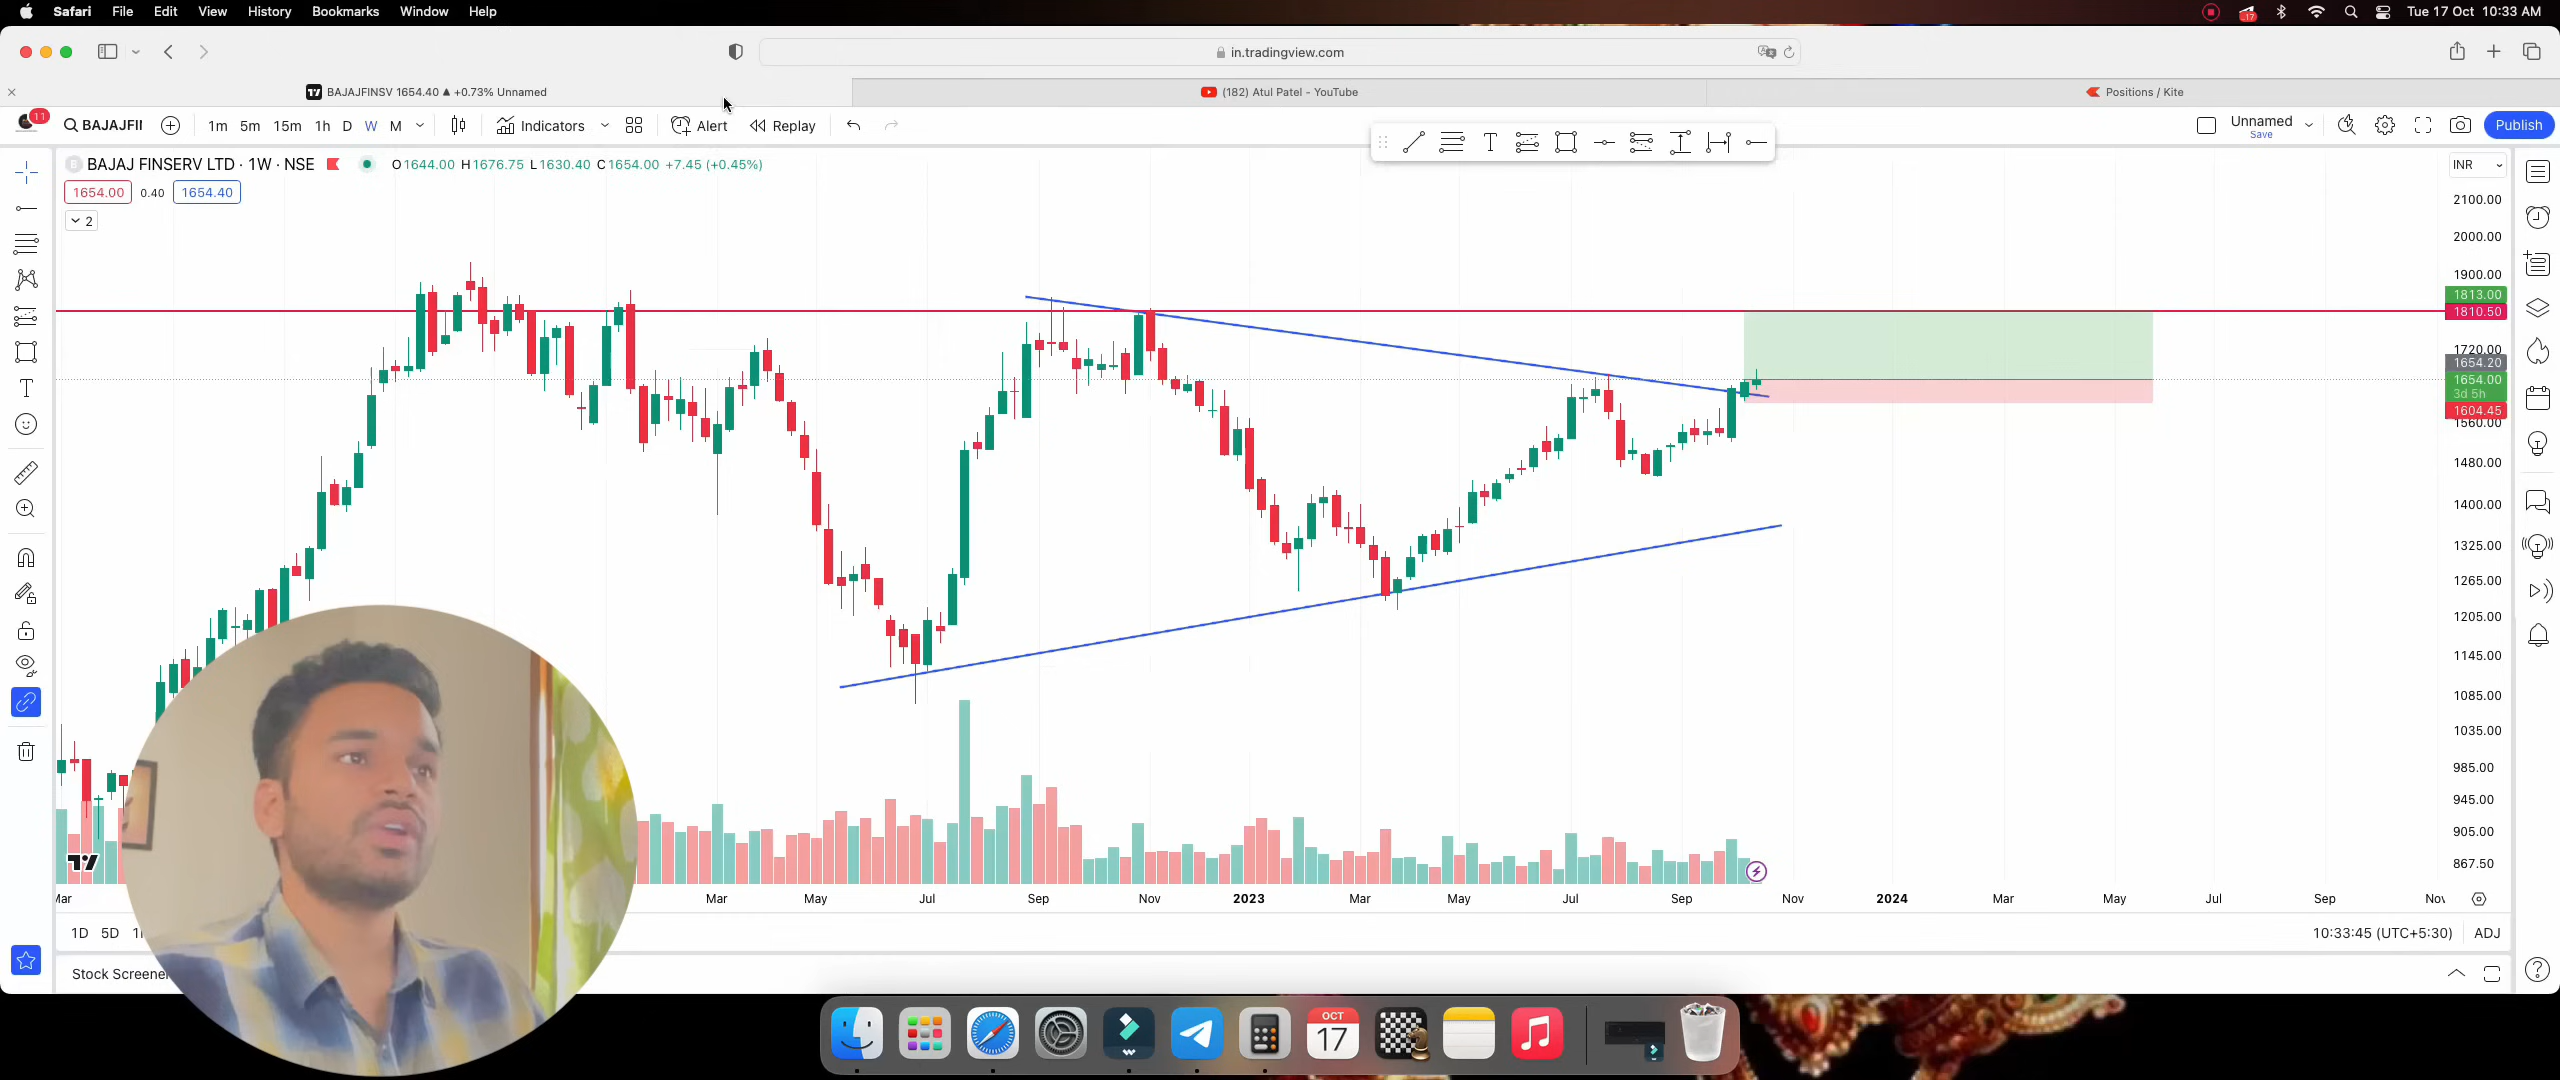 Safari File Edit View History Bookmarks Window Help
17
Tue 17 Oct 10:33 AM
in.tradingview.com
BAJAJFINSV 1654.40 ▲ +0.73% Unnamed
(182) Atul Patel - YouTube
Positions / Kite
11
BAJAJFII
1m 5m 15m 1h D W M
Indicators
Alert
Replay
Unnamed
Save
Publish
BAJAJ FINSERV LTD · 1W · NSE
O1644.00 H1676.75 L1630.40 C1654.00 +7.45 (+0.45%)
INR
1654.00 0.40 1654.40
2
2100.00
2000.00
1900.00
1813.00
1810.50
1720.00
1654.20
1654.00
3d 5h
1604.45
1560.00
1480.00
1400.00
1325.00
1265.00
1205.00
1145.00
1085.00
1035.00
985.00
945.00
905.00
867.50
Mar May Jul Sep Nov 2023 Mar May Jul Sep Nov 2024 Mar May Jul Sep
1D 5D
10:33:45 (UTC+5:30) ADJ
Stock Screener
OCT
17